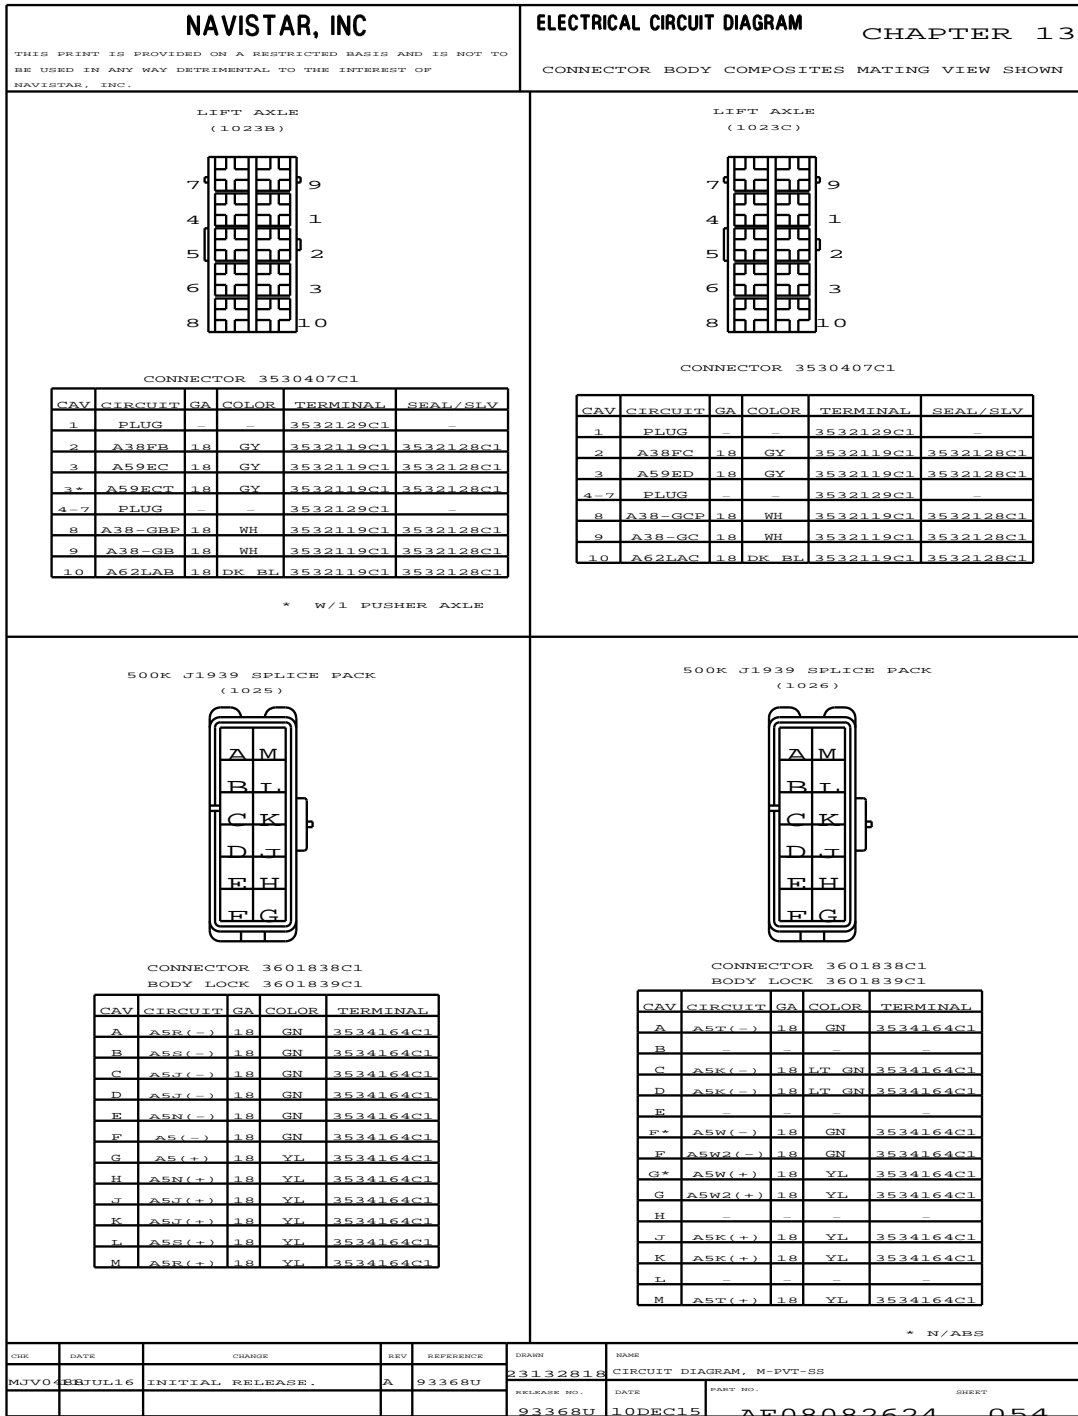 NAVISTAR, INC
THIS PRINT IS PROVIDED ON A RESTRICTED BASIS AND IS NOT TO
BE USED IN ANY WAY DETRIMENTAL TO THE INTEREST OF
NAVISTAR, INC.
ELECTRICAL CIRCUIT DIAGRAM
CHAPTER 13
CONNECTOR BODY COMPOSITES MATING VIEW SHOWN
LIFT AXLE
(1023B)
7 9
4 1
5 2
6 3
8 10
CONNECTOR 3530407C1
CAV CIRCUIT GA COLOR TERMINAL SEAL/SLV
1 PLUG – – 3532129C1 –
2 A38FB 18 GY 3532119C1 3532128C1
3 A59EC 18 GY 3532119C1 3532128C1
3* A59ECT 18 GY 3532119C1 3532128C1
4-7 PLUG – – 3532129C1 –
8 A38-GBP 18 WH 3532119C1 3532128C1
9 A38-GB 18 WH 3532119C1 3532128C1
10 A62LAB 18 DK BL 3532119C1 3532128C1
* W/1 PUSHER AXLE
LIFT AXLE
(1023C)
7 9
4 1
5 2
6 3
8 10
CONNECTOR 3530407C1
CAV CIRCUIT GA COLOR TERMINAL SEAL/SLV
1 PLUG – – 3532129C1 –
2 A38FC 18 GY 3532119C1 3532128C1
3 A59ED 18 GY 3532119C1 3532128C1
4-7 PLUG – – 3532129C1 –
8 A38-GCP 18 WH 3532119C1 3532128C1
9 A38-GC 18 WH 3532119C1 3532128C1
10 A62LAC 18 DK BL 3532119C1 3532128C1
500K J1939 SPLICE PACK
(1025)
A M
B L
C K
D J
E H
F G
CONNECTOR 3601838C1
BODY LOCK 3601839C1
CAV CIRCUIT GA COLOR TERMINAL
A A5R(-) 18 GN 3534164C1
B A5S(-) 18 GN 3534164C1
C A5J(-) 18 GN 3534164C1
D A5J(-) 18 GN 3534164C1
E A5N(-) 18 GN 3534164C1
F A5(-) 18 GN 3534164C1
G A5(+) 18 YL 3534164C1
H A5N(+) 18 YL 3534164C1
J A5J(+) 18 YL 3534164C1
K A5J(+) 18 YL 3534164C1
L A5S(+) 18 YL 3534164C1
M A5R(+) 18 YL 3534164C1
500K J1939 SPLICE PACK
(1026)
A M
B L
C K
D J
E H
F G
CONNECTOR 3601838C1
BODY LOCK 3601839C1
CAV CIRCUIT GA COLOR TERMINAL
A A5T(-) 18 GN 3534164C1
B – – – –
C A5K(-) 18 LT GN 3534164C1
D A5K(-) 18 LT GN 3534164C1
E – – – –
F* A5W(-) 18 GN 3534164C1
F A5W2(-) 18 GN 3534164C1
G* A5W(+) 18 YL 3534164C1
G A5W2(+) 18 YL 3534164C1
H – – – –
J A5K(+) 18 YL 3534164C1
K A5K(+) 18 YL 3534164C1
L – – – –
M A5T(+) 18 YL 3534164C1
* N/ABS
CHK DATE CHANGE REV REFERENCE
INITIAL RELEASE. A 93368U
DRAWN
23132818
NAME
CIRCUIT DIAGRAM, M-PVT-SS
RELEASE NO.
93368U
DATE
10DEC15
PART NO. SHEET
AF08082624 054